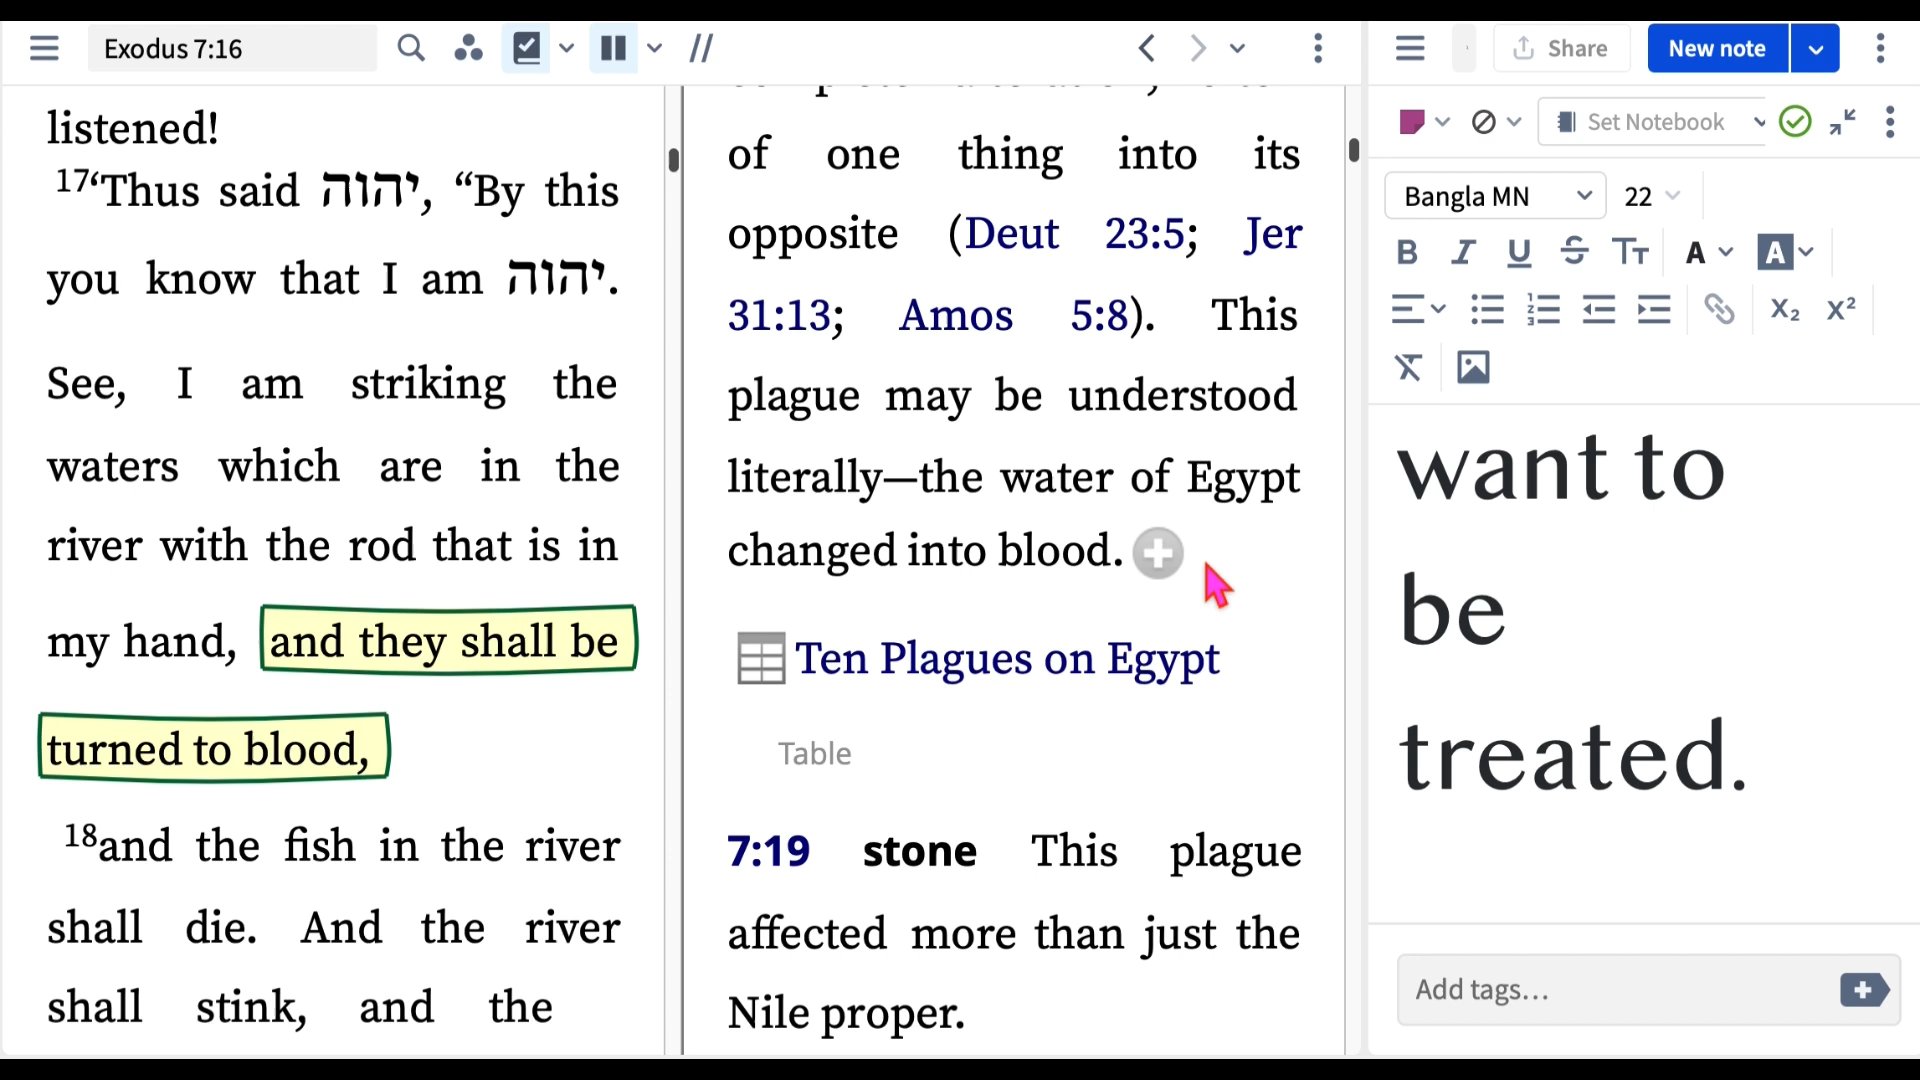 Exodus 7:16
Share
New note
Set Notebook
Bangla MN
22
listened!
17‘Thus said יהוה, “By this
you know that I am יהוה.
See, I am striking the
waters which are in the
river with the rod that is in
my hand, and they shall be
turned to blood,
18and the fish in the river
shall die. And the river
shall stink, and the
of one thing into its
opposite (Deut 23:5; Jer
31:13; Amos 5:8). This
plague may be understood
literally—the water of Egypt
changed into blood.
Ten Plagues on Egypt
Table
7:19 stone This plague
affected more than just the
Nile proper.
want to
be
treated.
Add tags...